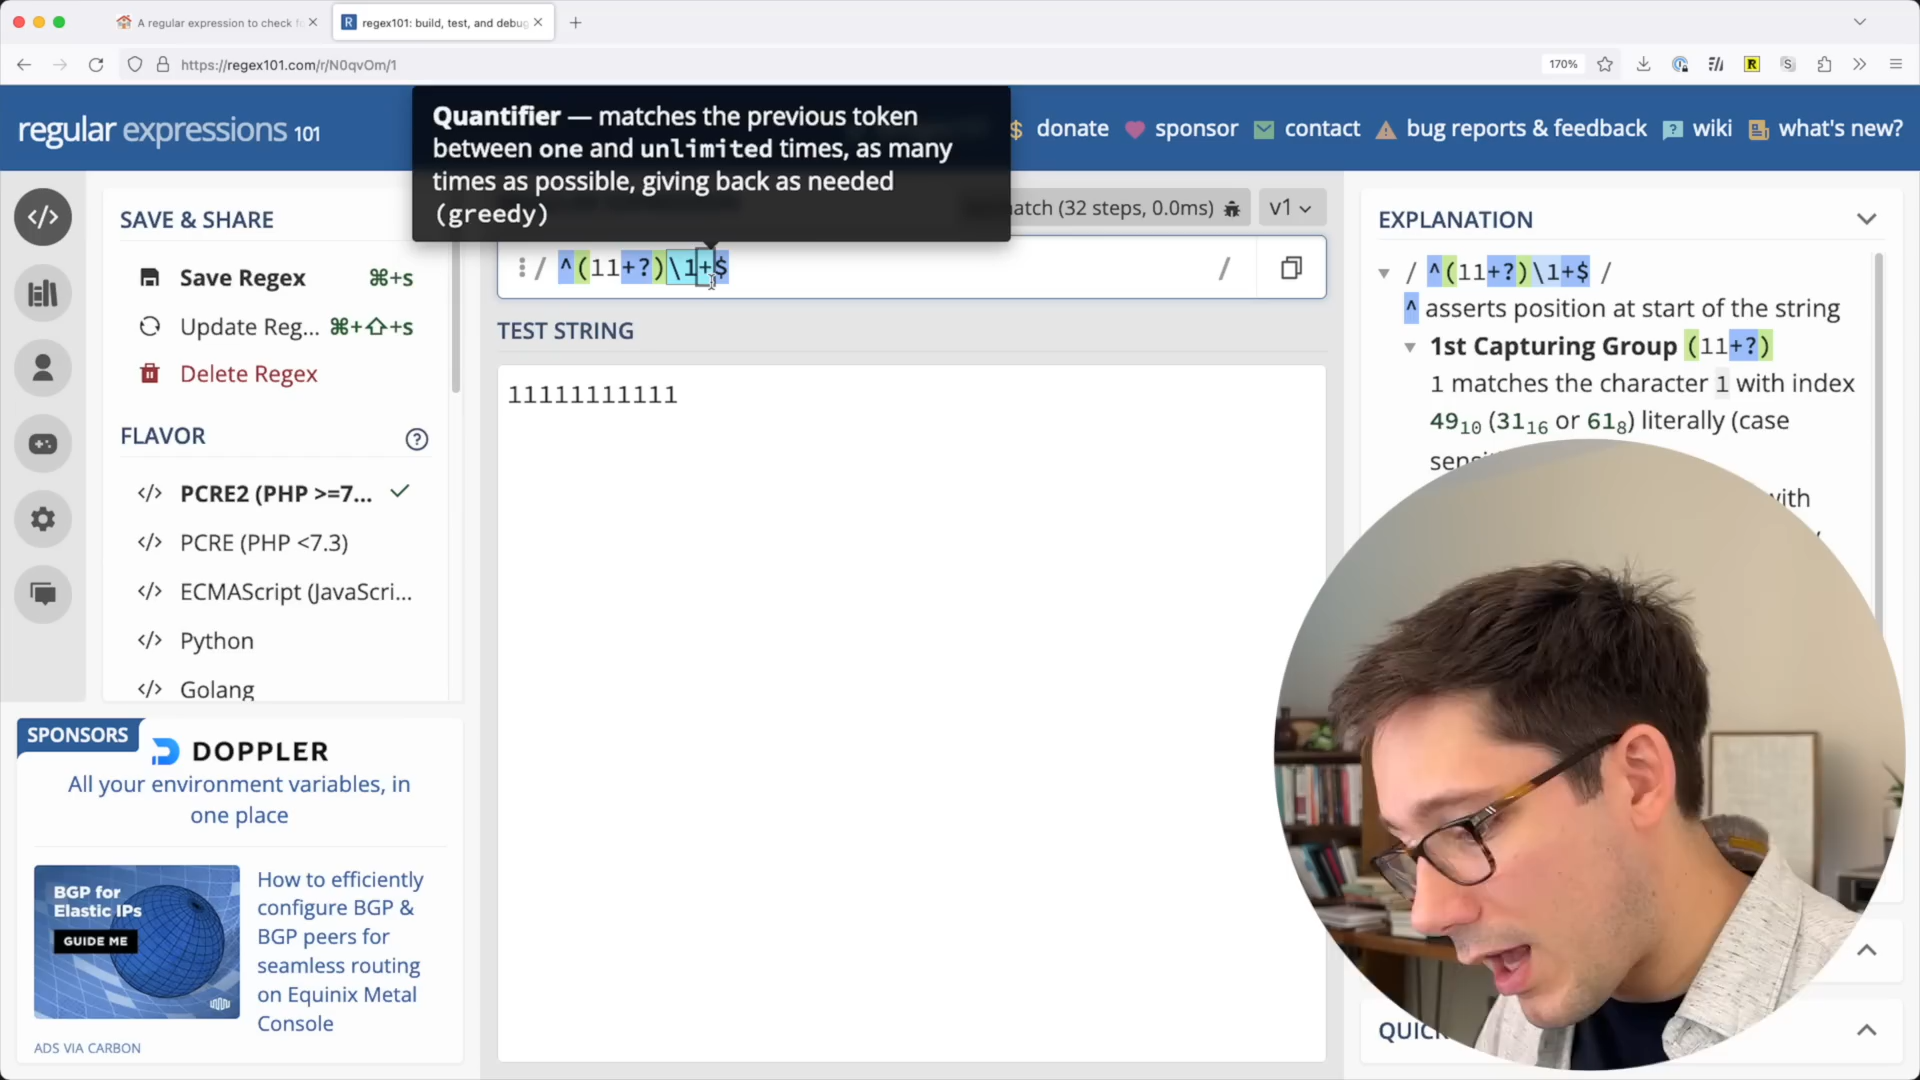 A regular expression to check f
R regex101: build, test, and debug
https://regex101.com/r/N0qvOm/1
170%
regular expressions 101
$ donate
sponsor
contact
bug reports & feedback
? wiki
what's new?
Quantifier — matches the previous token
between one and unlimited times, as many
times as possible, giving back as needed
(greedy)
SAVE & SHARE
Save Regex ⌘+s
Update Reg... ⌘+⇧+s
Delete Regex
FLAVOR ?
</> PCRE2 (PHP >=7...
</> PCRE (PHP <7.3)
</> ECMAScript (JavaScri...
</> Python
</> Golang
SPONSORS
DOPPLER
All your environment variables, in
one place
BGP for
Elastic IPs
GUIDE ME
How to efficiently
configure BGP &
BGP peers for
seamless routing
on Equinix Metal
Console
ADS VIA CARBON
atch (32 steps, 0.0ms)
v1
/ ^(11+?)\1+$ /
TEST STRING
11111111111
EXPLANATION
/ ^(11+?)\1+$ /
^ asserts position at start of the string
1st Capturing Group (11+?)
1 matches the character 1 with index
49₁₀ (31₁₆ or 61₈) literally (case